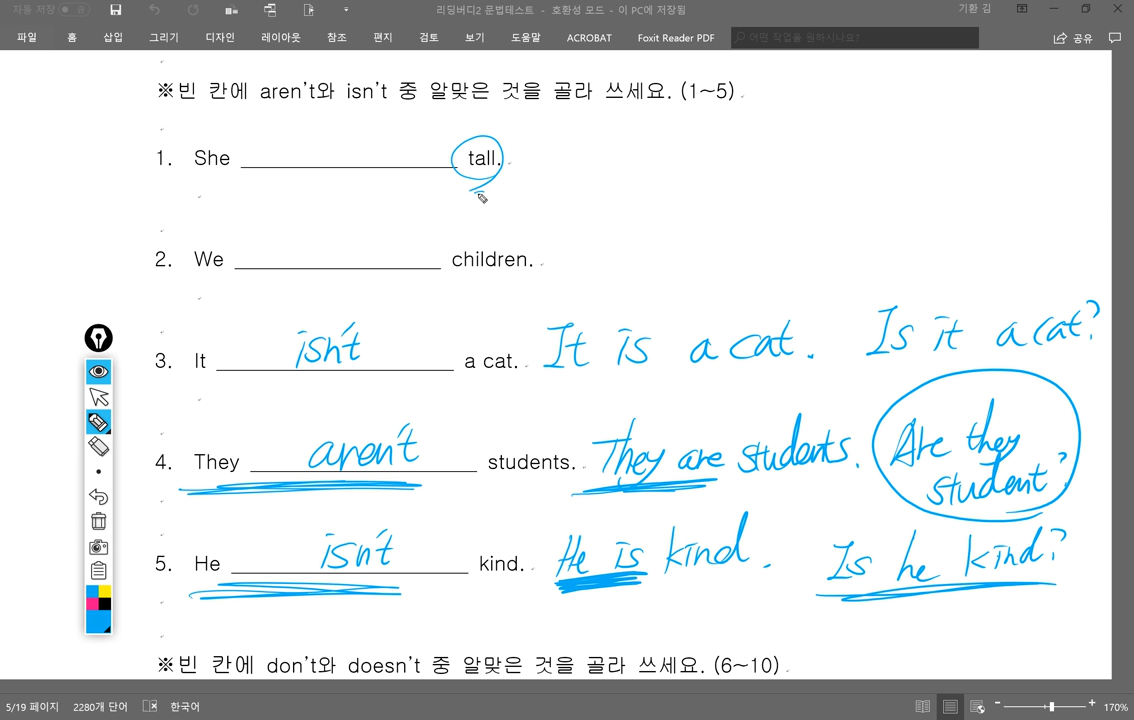 자동 저장
리딩버디2 문법테스트 - 호환성 모드 - 이 PC에 저장됨
기환 김
파일 홈 삽입 그리기 디자인 레이아웃 참조 편지 검토 보기 도움말 ACROBAT Foxit Reader PDF 어떤 작업을 원하시나요? 공유
※빈 칸에 aren't와 isn't 중 알맞은 것을 골라 쓰세요. (1~5)
1. She ____________________ tall.
2. We ____________________ children.
3. It isn't a cat. It is a cat. Is it a cat?
4. They aren't students. They are students. Are they
student?
5. He isn't kind. He is kind. Is he kind?
※빈 칸에 don't와 doesn't 중 알맞은 것을 골라 쓰세요. (6~10)
5/19 페이지 2280개 단어 한국어 170%